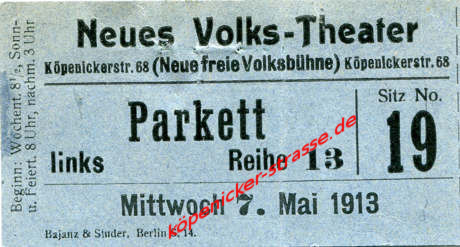 Neues Volks-Theater
Köpenickerstr. 68 (Neue freie Volksbühne) Köpenickerstr. 68
Beginn: Wochent. 8½, Sonn-
u. Feiert. 8 Uhr, nachm. 3 Uhr
Parkett
links Reihe 13
Sitz No.
19
Mittwoch 7. Mai 1913
Bajanz & Studer, Berlin S. 14.
köpenicker-strasse.de